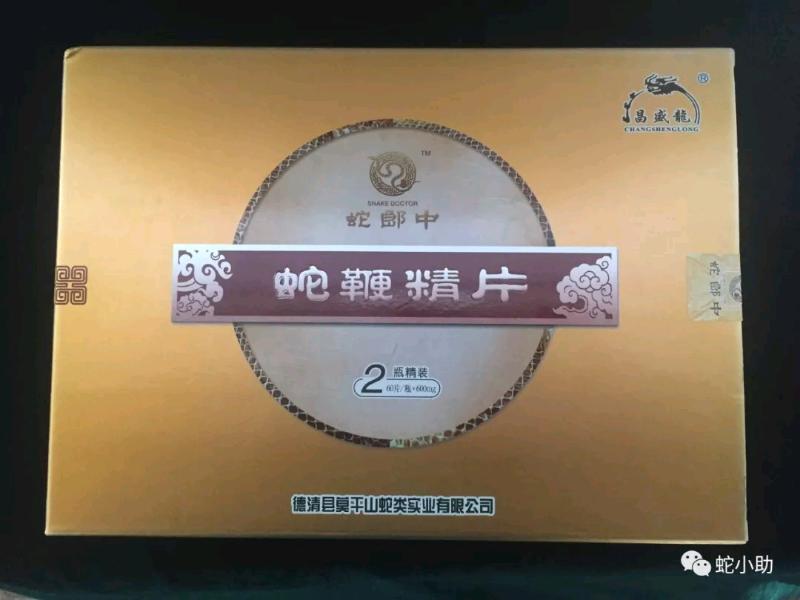 昌盛龍
®
CHANGSHENGLONG
TM
SNAKE DOCTOR
蛇郎中
蛇鞭精片
蛇郎中
2瓶精装
60片/瓶×600mg
德清县莫干山蛇类实业有限公司
蛇小助